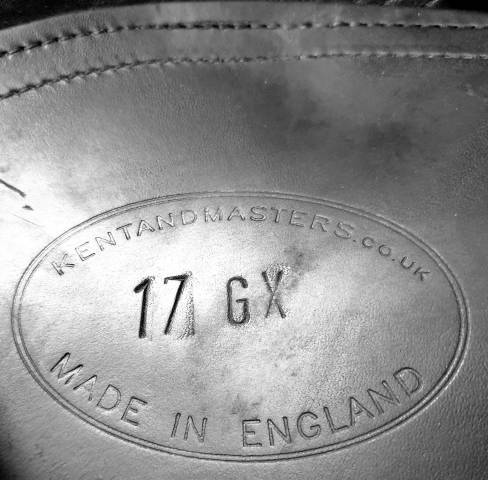 KENTANDMASTERS.CO.UK
17 GX
MADE IN ENGLAND